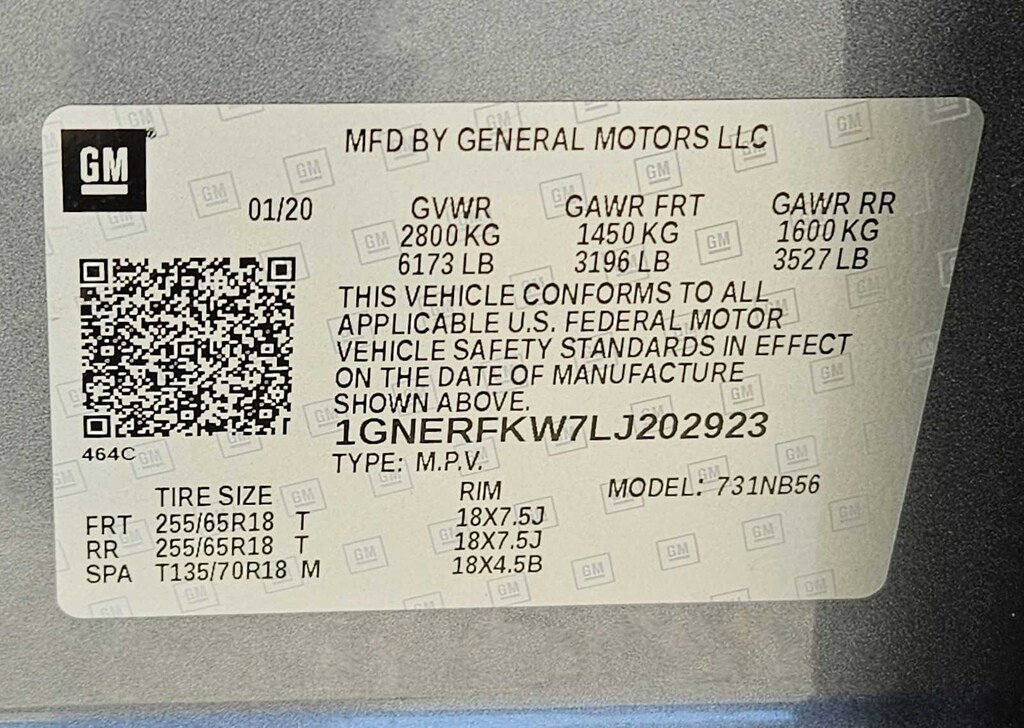 GM
MFD BY GENERAL MOTORS LLC
01/20 GVWR GAWR FRT GAWR RR
2800 KG 1450 KG 1600 KG
6173 LB 3196 LB 3527 LB
THIS VEHICLE CONFORMS TO ALL
APPLICABLE U.S. FEDERAL MOTOR
VEHICLE SAFETY STANDARDS IN EFFECT
ON THE DATE OF MANUFACTURE
SHOWN ABOVE.
1GNERFKW7LJ202923
464C
TYPE: M.P.V.
TIRE SIZE RIM MODEL: 731NB56
FRT 255/65R18 T 18X7.5J
RR 255/65R18 T 18X7.5J
SPA T135/70R18 M 18X4.5B